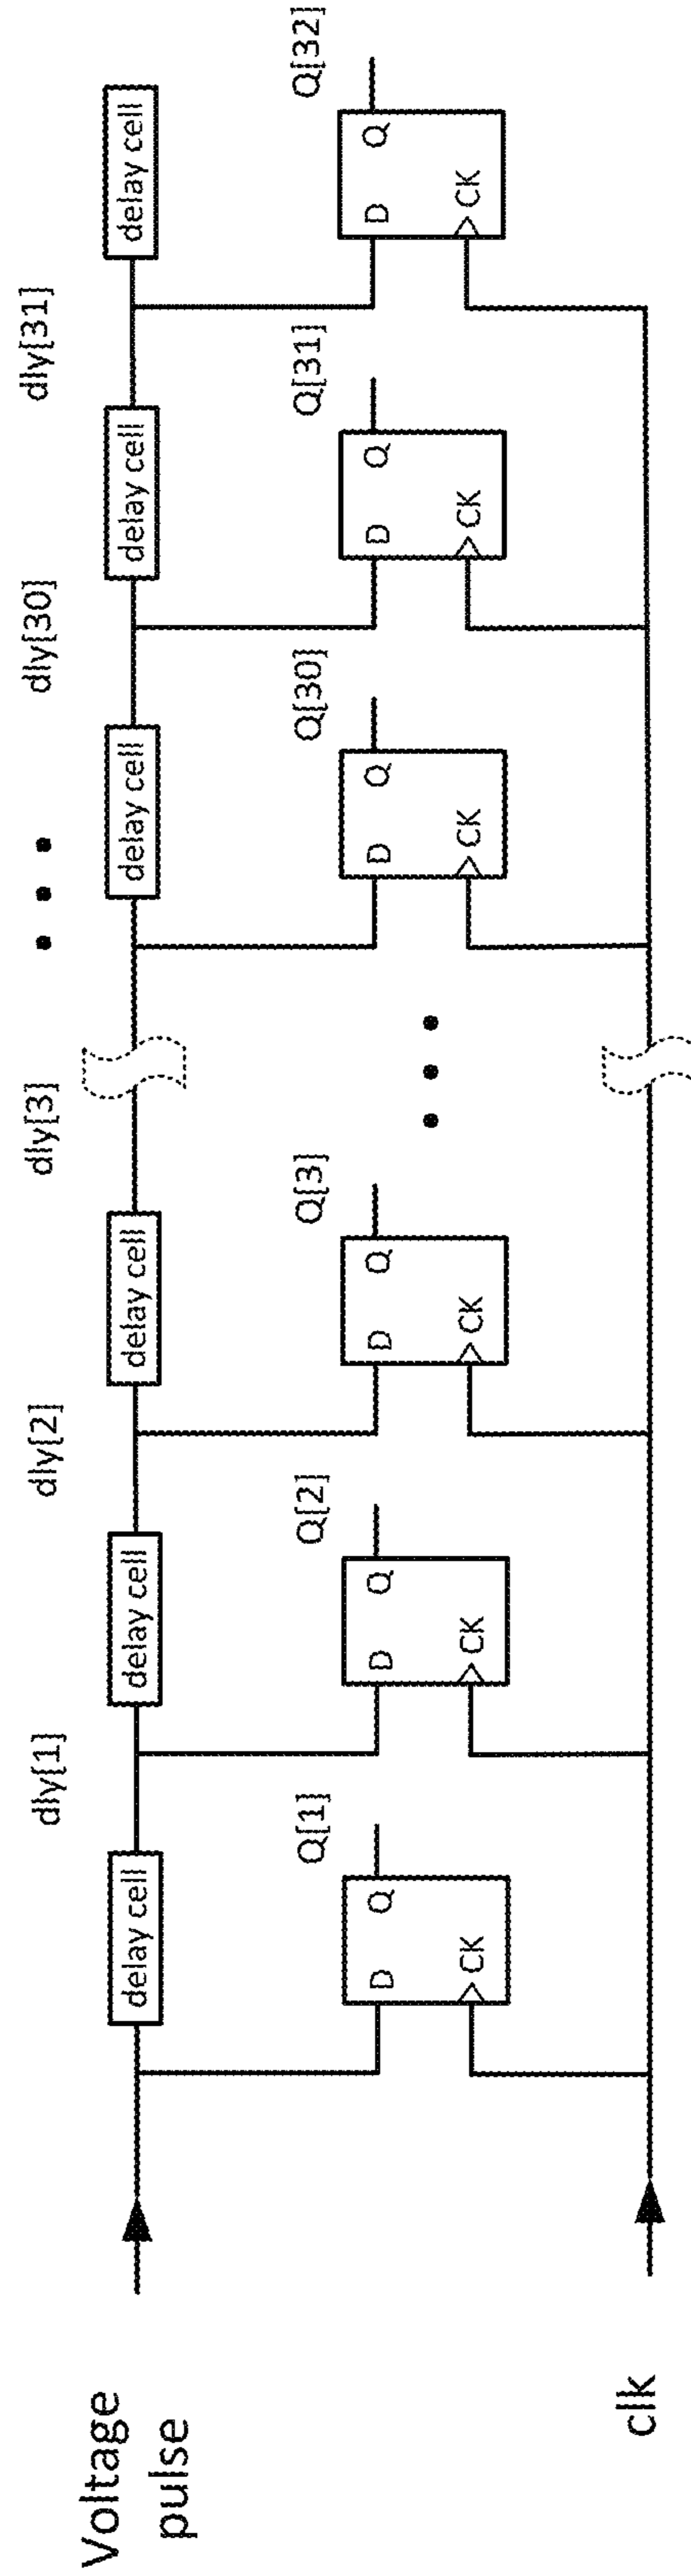 dly[1]
dly[2]
dly[3]
dly[30]
dly[31]
Voltage
pulse
delay cell
delay cell
delay cell
delay cell
delay cell
delay cell
Q[1]
Q[2]
Q[3]
Q[30]
Q[31]
Q[32]
D Q
D Q
D Q
D Q
D Q
D Q
CK
CK
CK
CK
CK
CK
clk